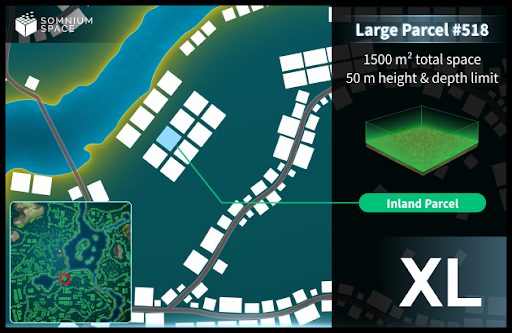 SOMNIUM
SPACE
Large Parcel #518
1500 m² total space
50 m height & depth limit
Inland Parcel
XL